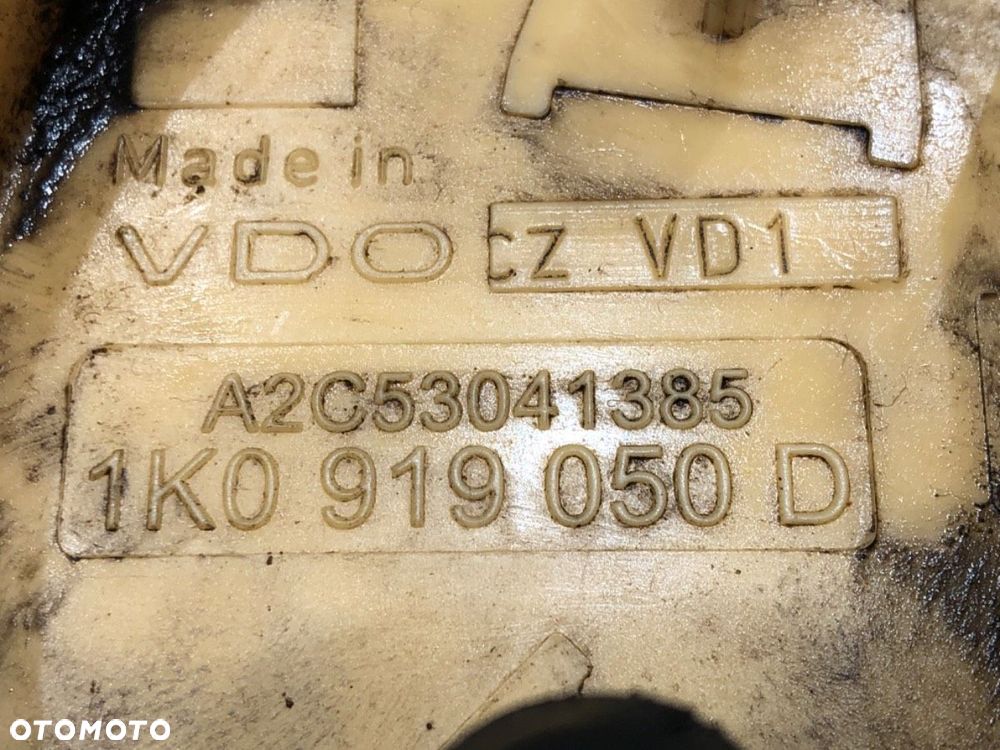 Made in
VDO CZ VD1
A2C53041385
1K0 919 050 D
OTOMOTO